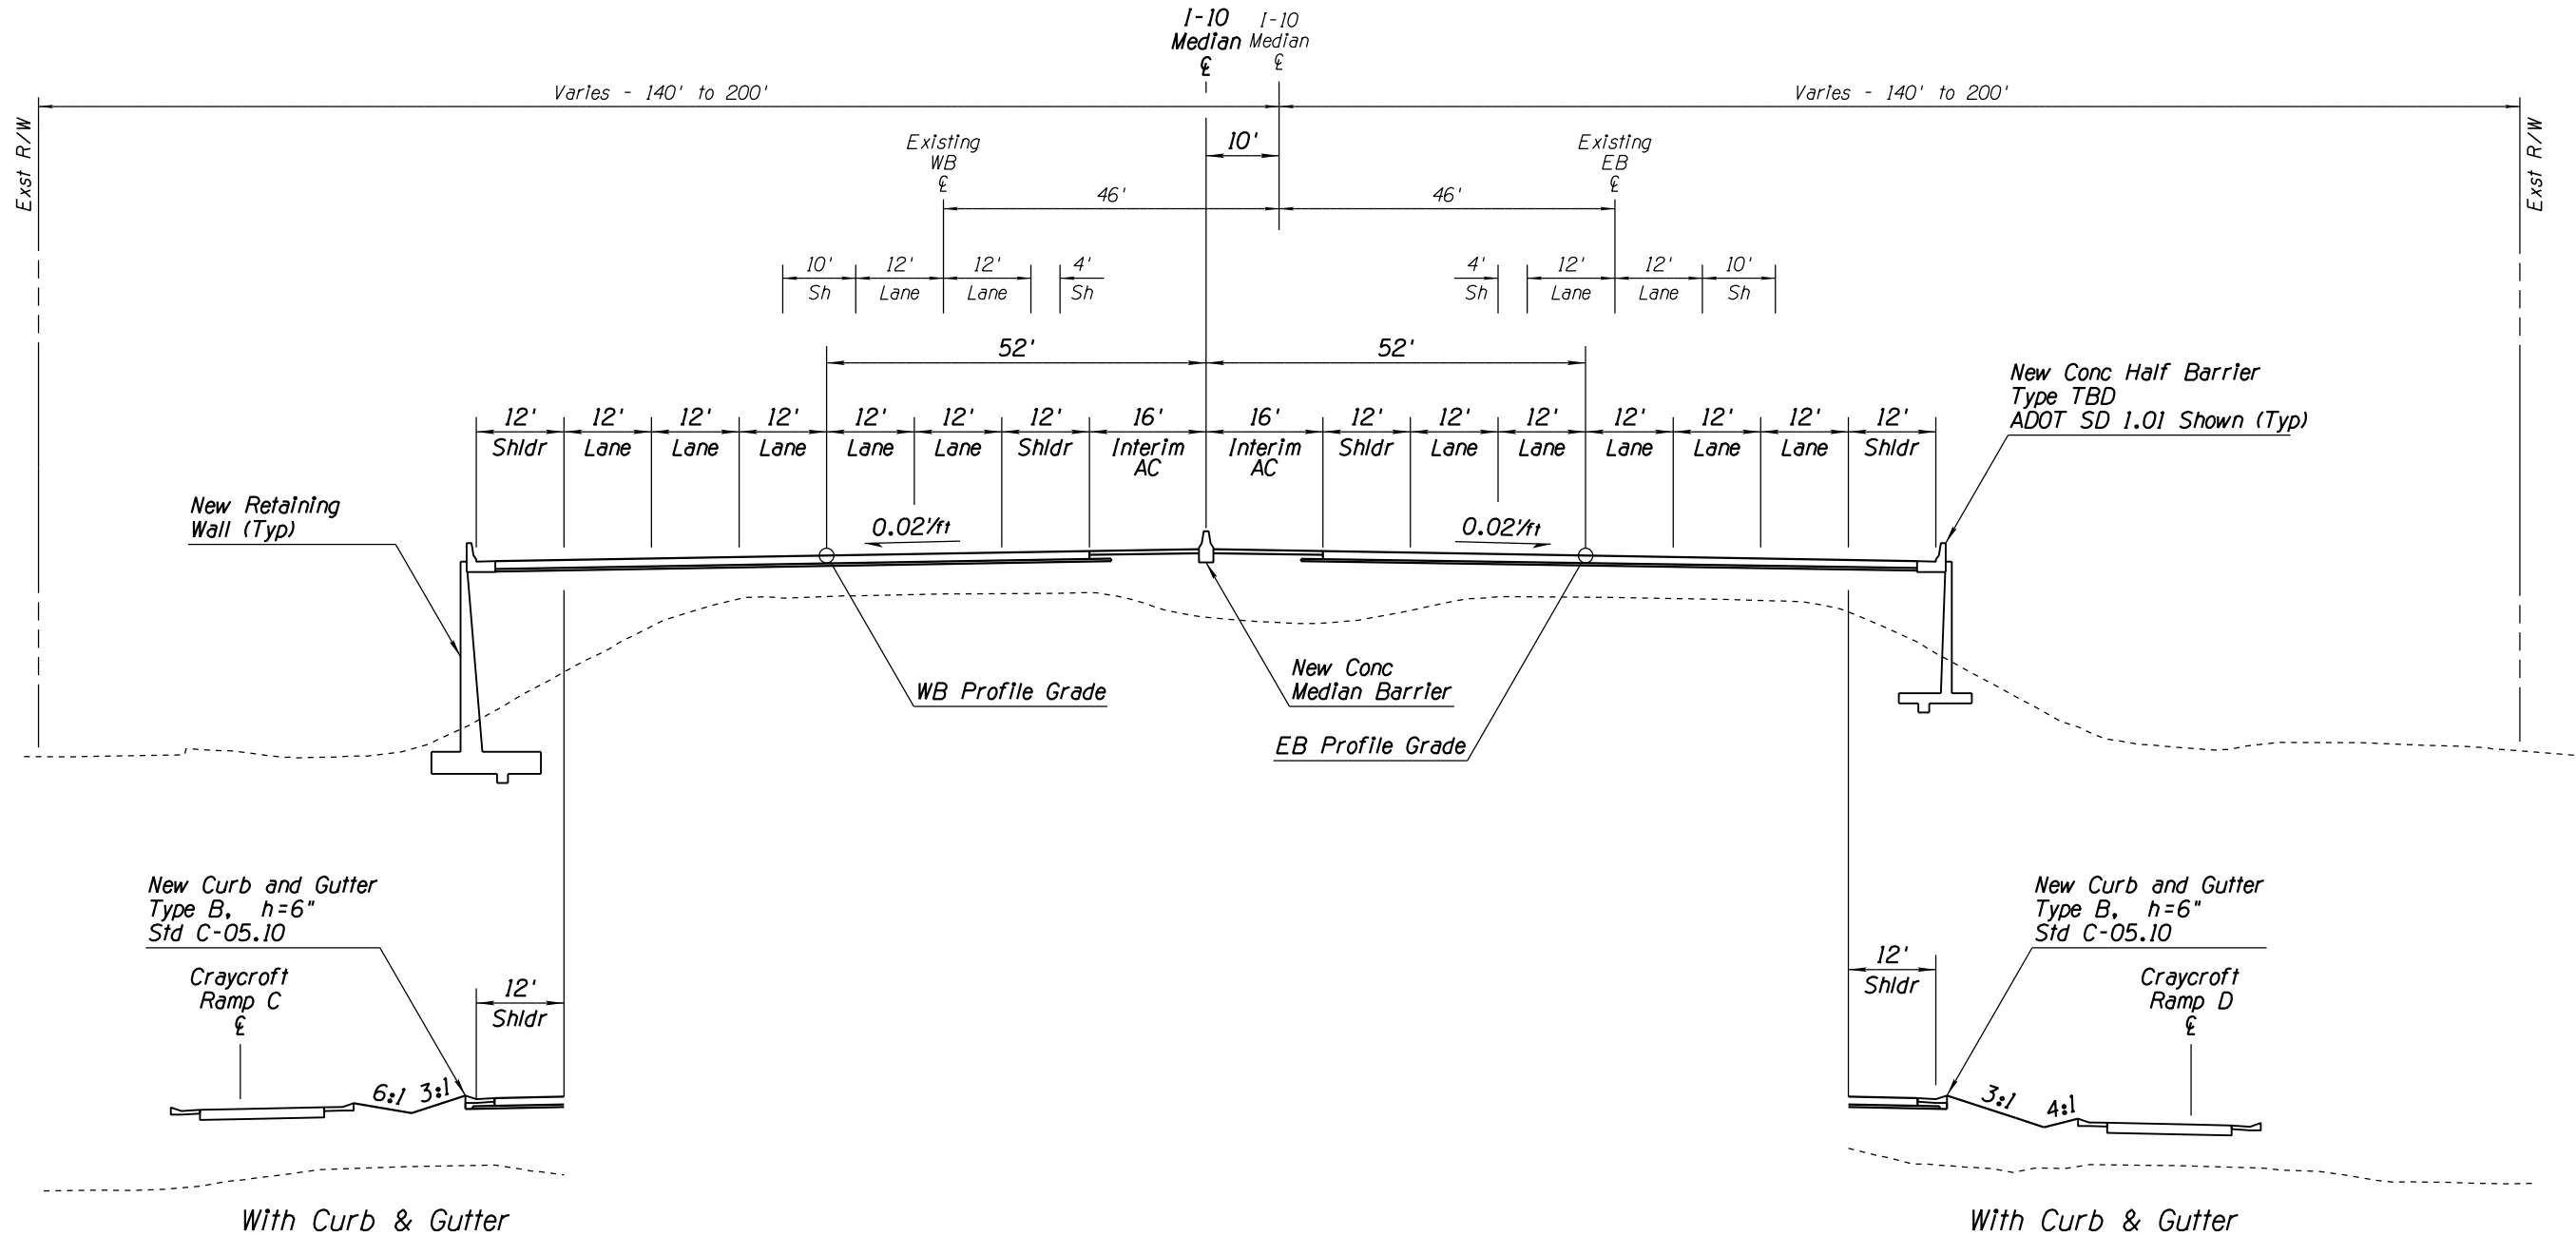 I-10
Median
℄
I-10
Median
℄
Varies - 140' to 200'
Varies - 140' to 200'
Exst R/W
Exst R/W
10'
Existing
WB
℄
Existing
EB
℄
46'
46'
10'
Sh
12'
Lane
12'
Lane
4'
Sh
4'
Sh
12'
Lane
12'
Lane
10'
Sh
52'
52'
12'
Shldr
12'
Lane
12'
Lane
12'
Lane
12'
Lane
12'
Lane
12'
Shldr
16'
Interim
AC
16'
Interim
AC
12'
Shldr
12'
Lane
12'
Lane
12'
Lane
12'
Lane
12'
Lane
12'
Shldr
New Conc Half Barrier
Type TBD
ADOT SD 1.01 Shown (Typ)
New Retaining
Wall (Typ)
0.02'/ft
0.02'/ft
WB Profile Grade
New Conc
Median Barrier
EB Profile Grade
New Curb and Gutter
Type B, h=6"
Std C-05.10
Craycroft
Ramp C
℄
12'
Shldr
6:1
3:1
With Curb & Gutter
New Curb and Gutter
Type B, h=6"
Std C-05.10
12'
Shldr
Craycroft
Ramp D
℄
3:1
4:1
With Curb & Gutter